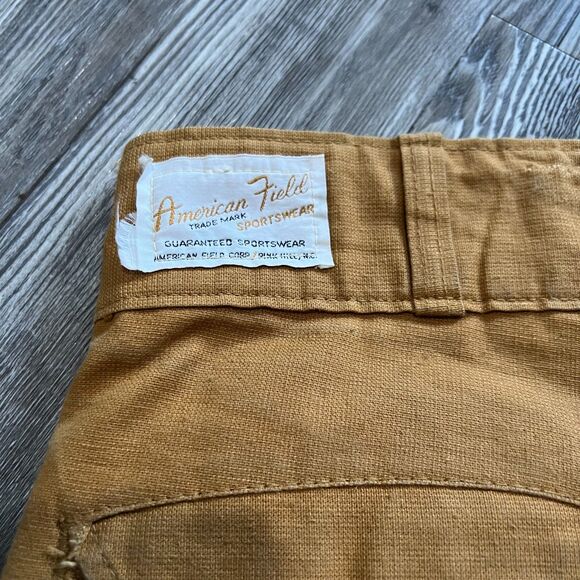 American Field
TRADE MARK SPORTSWEAR
GUARANTEED SPORTSWEAR
AMERICAN FIELD CORP. / PINK HILL, N.C.